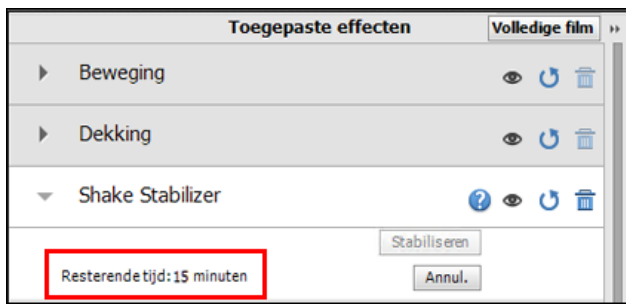 Toegepaste effecten Volledige film
Beweging
Dekking
Shake Stabilizer
Stabiliseren
Resterende tijd: 15 minuten Annul.